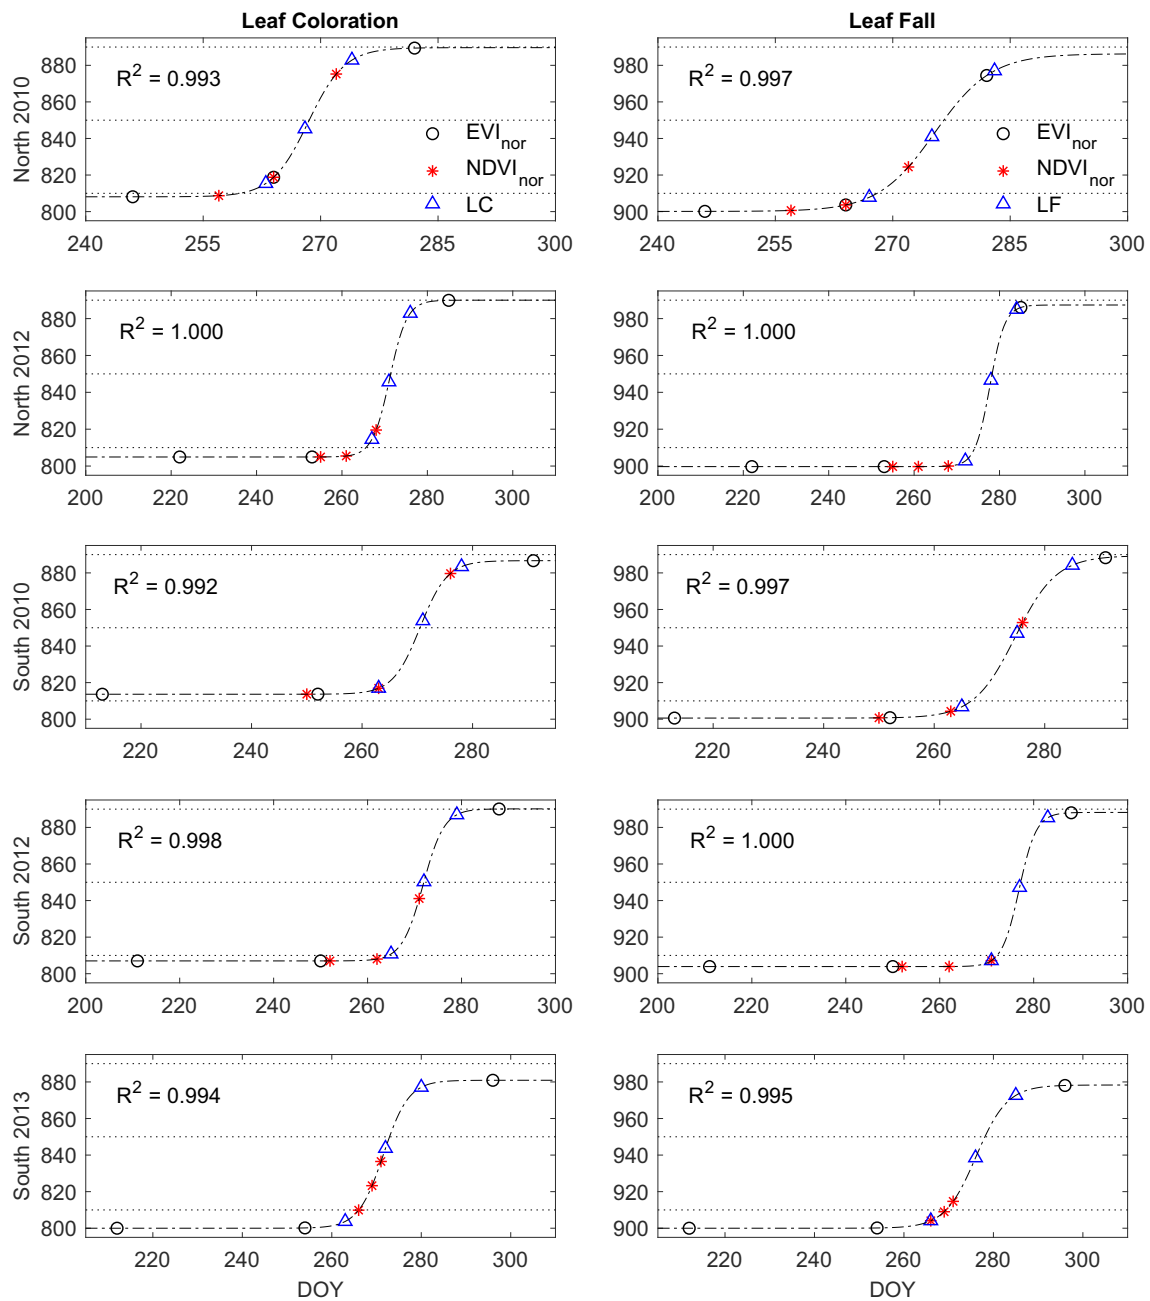 Leaf Coloration
Leaf Fall
North 2010
880
860
840
820
800
R² = 0.993
EVI_nor
NDVI_nor
LC
240 255 270 285 300
980
960
940
920
900
R² = 0.997
EVI_nor
NDVI_nor
LF
240 255 270 285 300
North 2012
880
860
840
820
800
R² = 1.000
200 220 240 260 280 300
980
960
940
920
900
R² = 1.000
200 220 240 260 280 300
South 2010
880
860
840
820
800
R² = 0.992
220 240 260 280
980
960
940
920
900
R² = 0.997
220 240 260 280
South 2012
880
860
840
820
800
R² = 0.998
200 220 240 260 280 300
980
960
940
920
900
R² = 1.000
200 220 240 260 280 300
South 2013
880
860
840
820
800
R² = 0.994
220 240 260 280 300
DOY
980
960
940
920
900
R² = 0.995
220 240 260 280 300
DOY